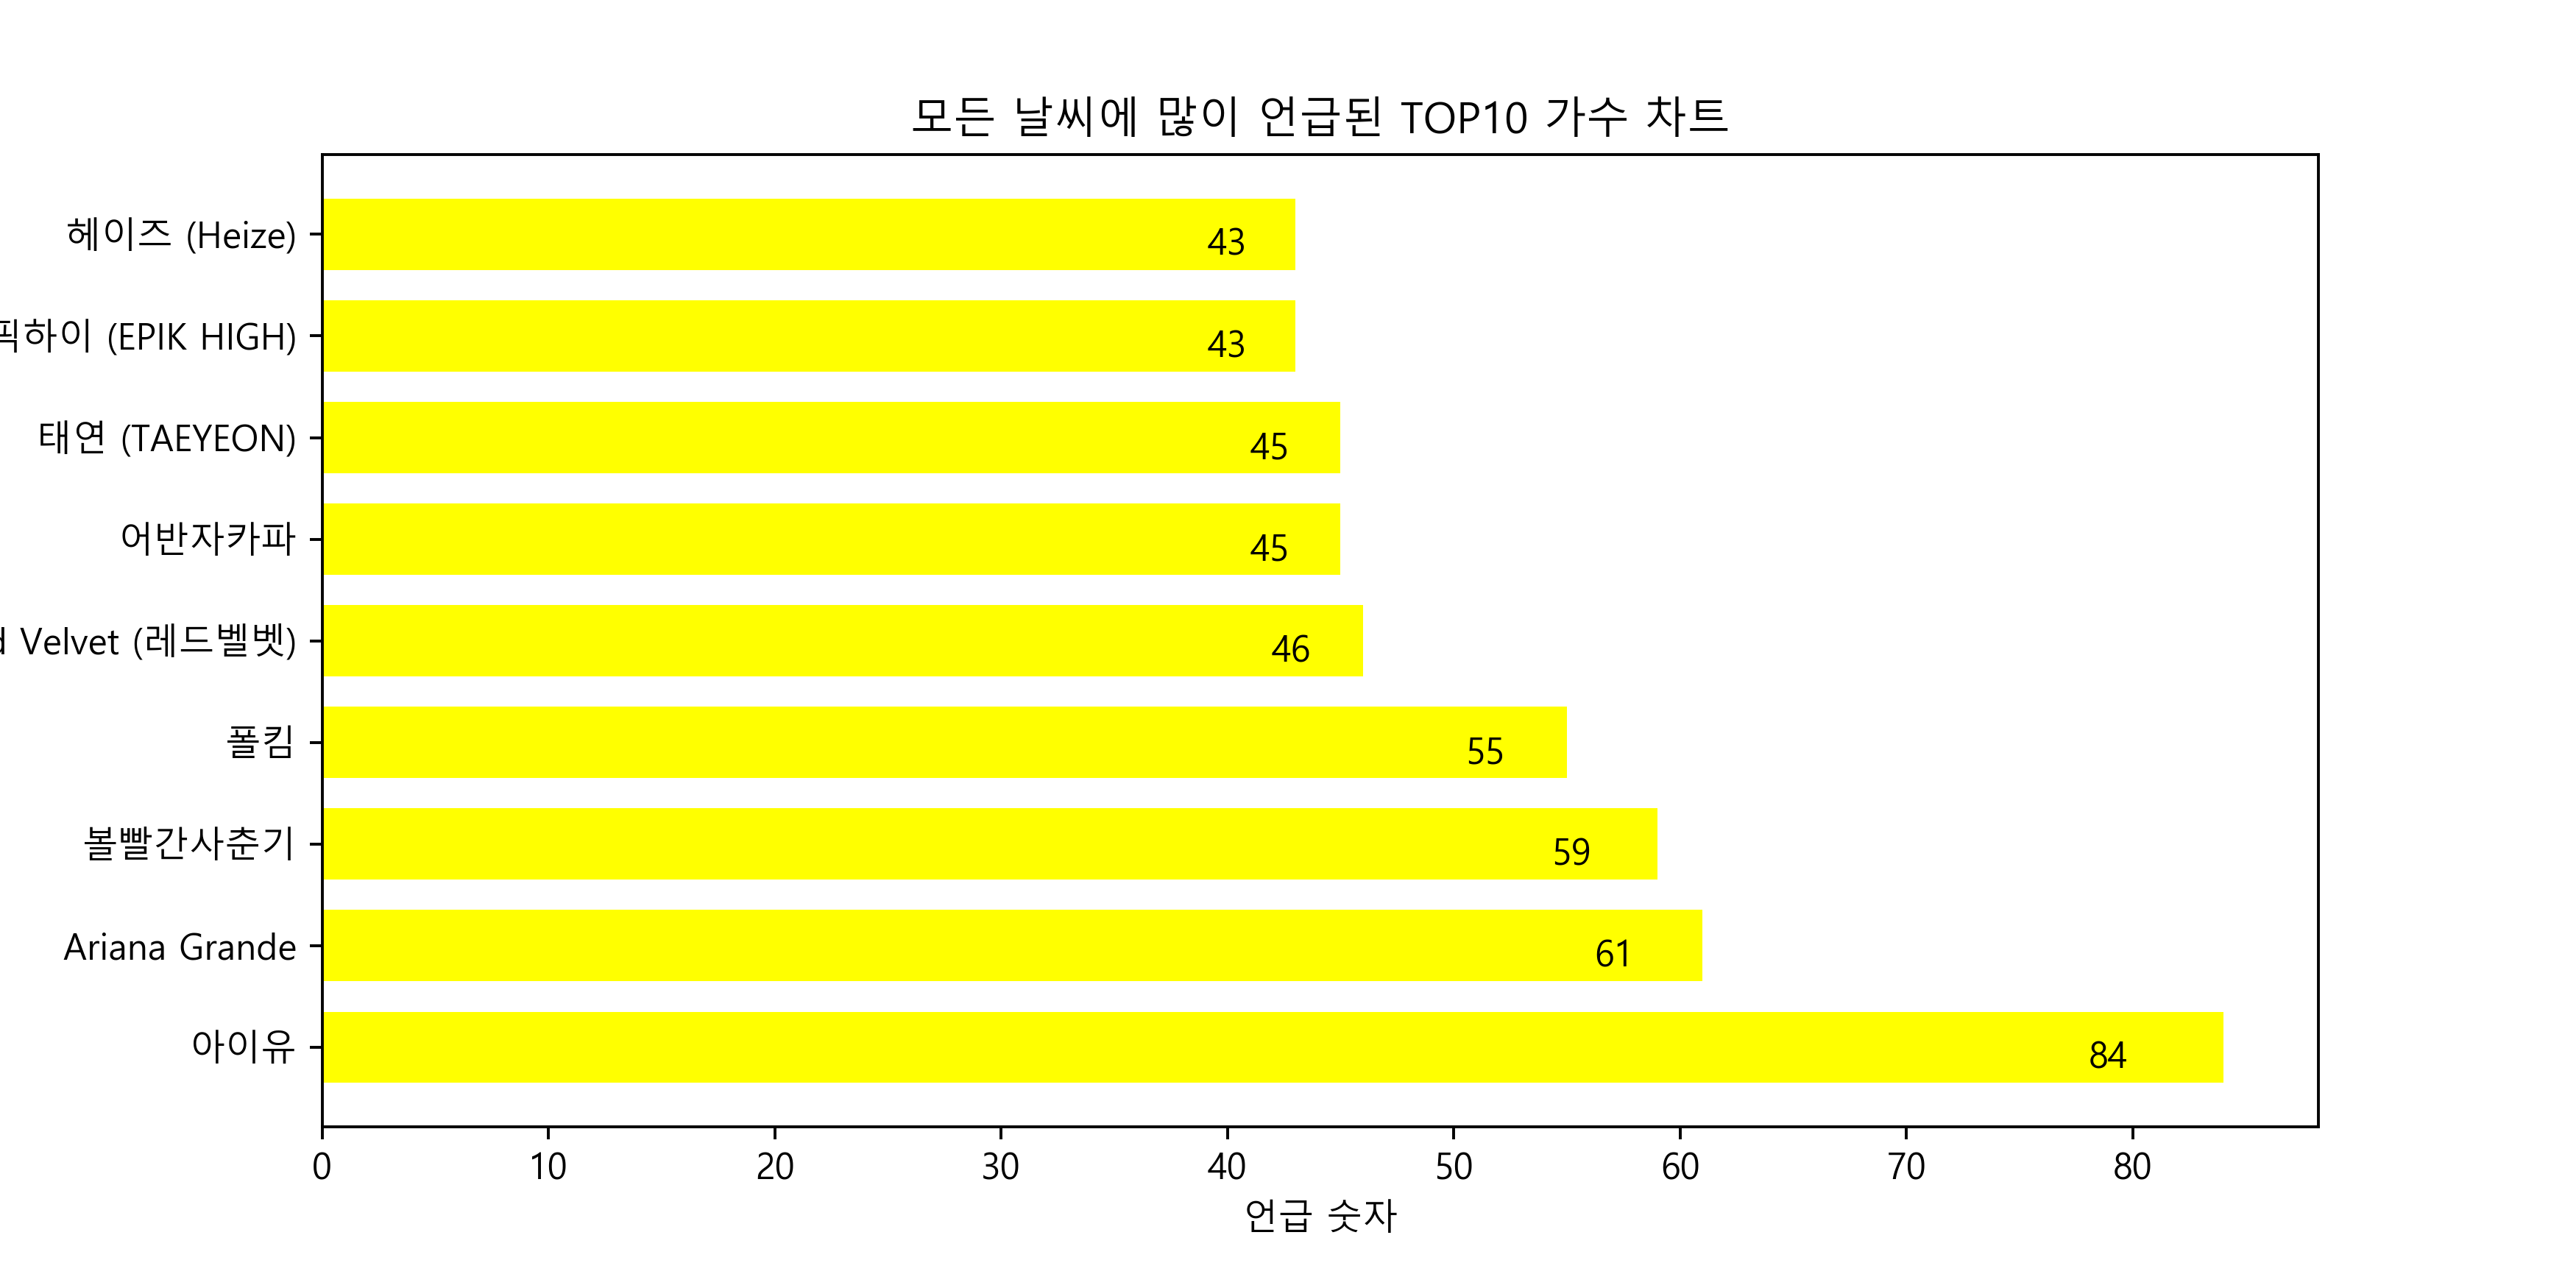 모든 날씨에 많이 언급된 TOP10 가수 차트
헤이즈 (Heize)
43
픽하이 (EPIK HIGH)
43
태연 (TAEYEON)
45
어반자카파
45
d Velvet (레드벨벳)
46
폴킴
55
볼빨간사춘기
59
Ariana Grande
61
아이유
84
0 10 20 30 40 50 60 70 80
언급 숫자